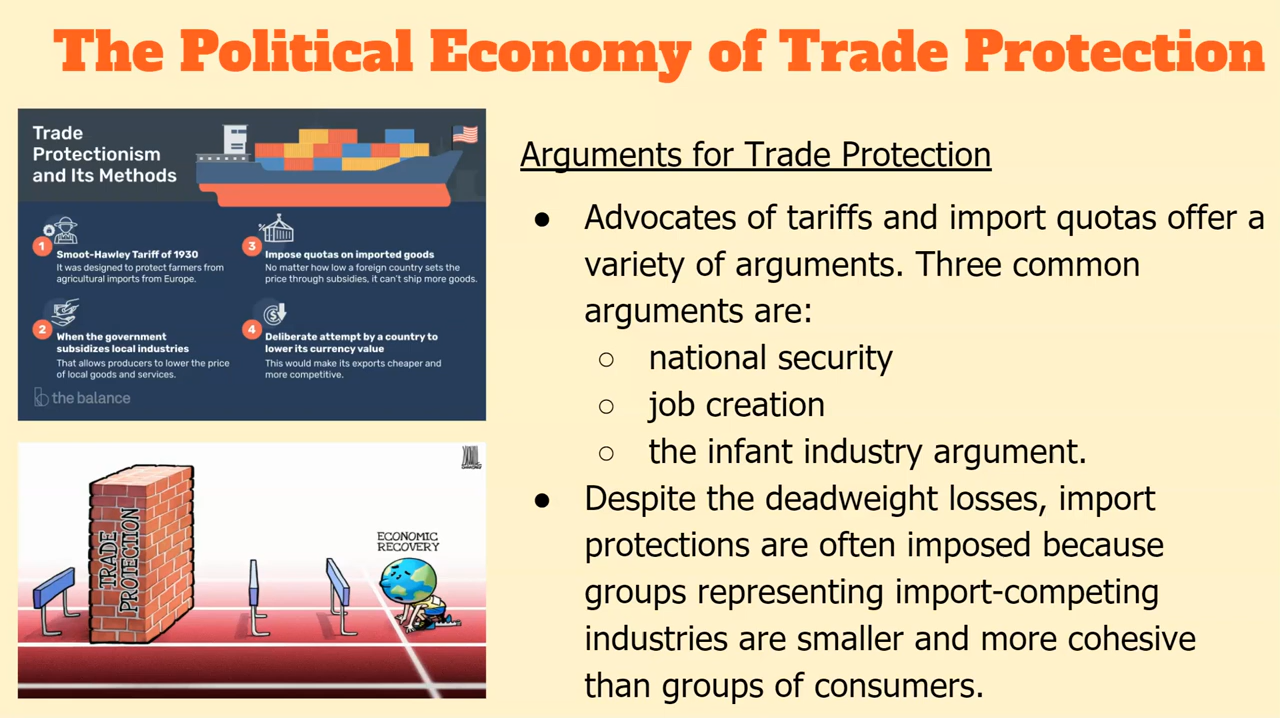 The Political Economy of Trade Protection
Trade
Protectionism
and Its Methods
1
Smoot-Hawley Tariff of 1930
It was designed to protect farmers from
agricultural imports from Europe.
2
When the government
subsidizes local industries
That allows producers to lower the price
of local goods and services.
3
Impose quotas on imported goods
No matter how low a foreign country sets the
price through subsidies, it can't ship more goods.
4
Deliberate attempt by a country to
lower its currency value
This would make its exports cheaper and
more competitive.
the balance
TRADE
PROTECTION
ECONOMIC
RECOVERY
Arguments for Trade Protection
● Advocates of tariffs and import quotas offer a
variety of arguments. Three common
arguments are:
○ national security
○ job creation
○ the infant industry argument.
● Despite the deadweight losses, import
protections are often imposed because
groups representing import-competing
industries are smaller and more cohesive
than groups of consumers.